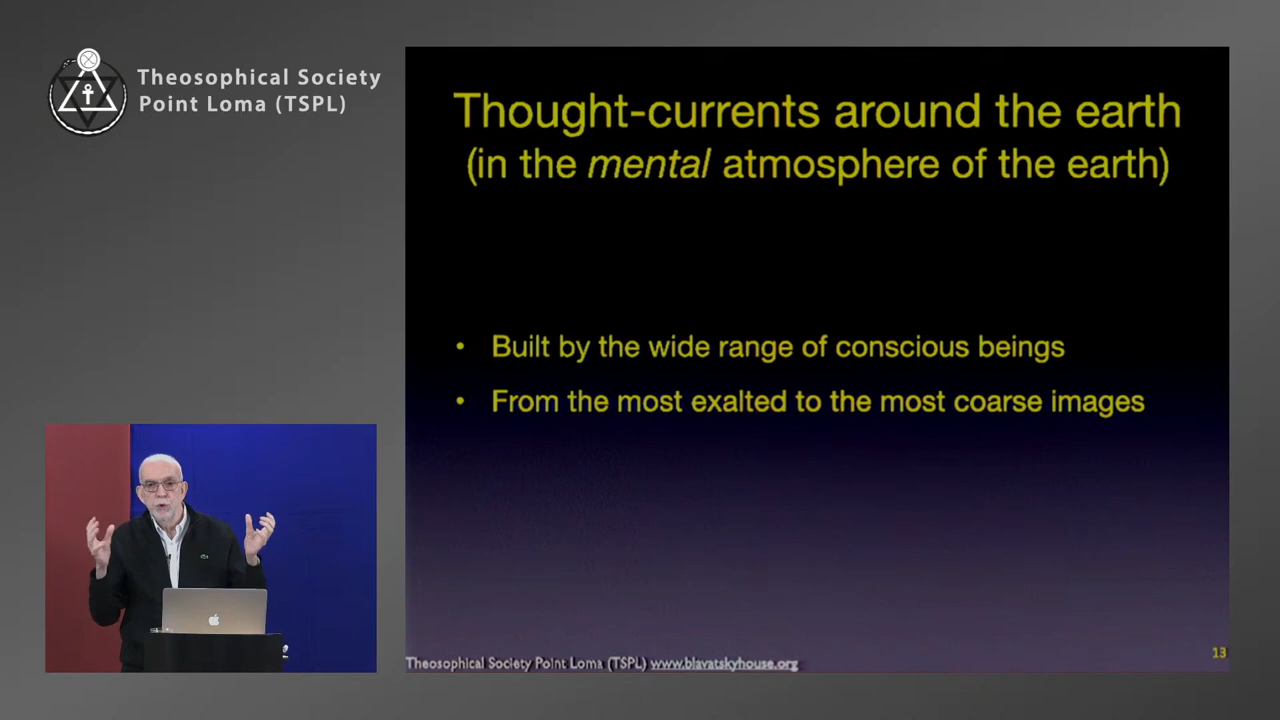 Theosophical Society
Point Loma (TSPL)
Thought-currents around the earth
(in the mental atmosphere of the earth)
• Built by the wide range of conscious beings
• From the most exalted to the most coarse images
Theosophical Society Point Loma (TSPL) www.blavatskyhouse.org
13